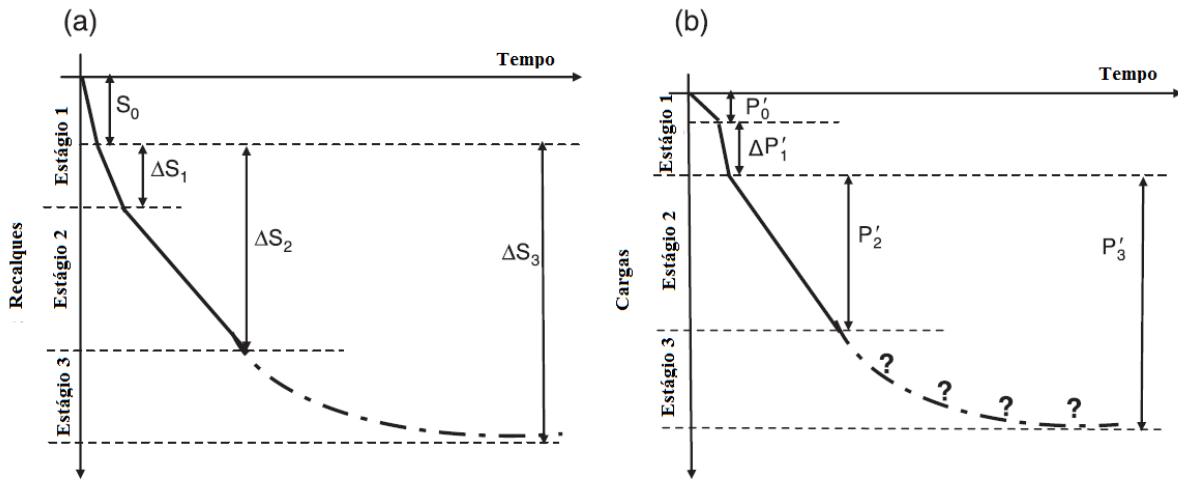 (a)
Tempo
S₀
Estágio 1
ΔS₁
Estágio 2
ΔS₂
ΔS₃
Recalques
Estágio 3
(b)
Tempo
P′₀
Estágio 1
ΔP′₁
Estágio 2
P′₂
P′₃
Cargas
Estágio 3
?
?
?
?